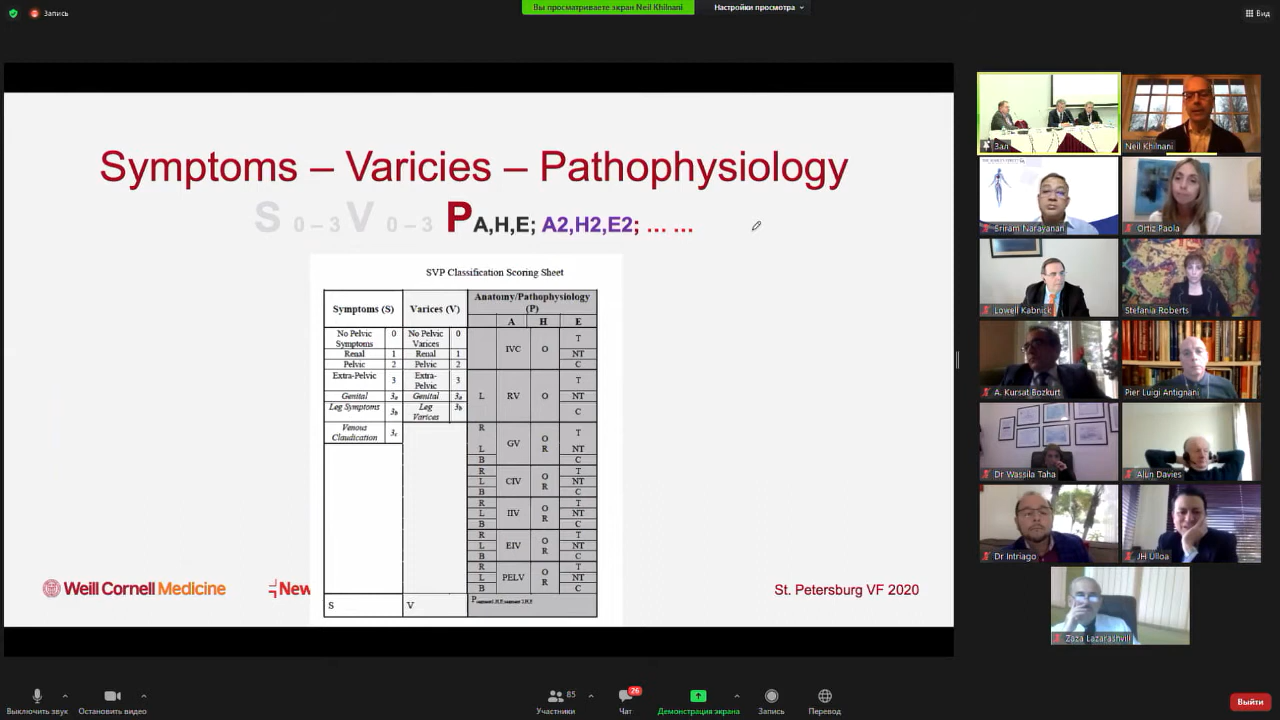 Запись
Вы просматриваете экран Neil Khilnani
Настройки просмотра
Вид
Symptoms – Varicies – Pathophysiology
S 0 – 3 V 0 – 3 P A,H,E; A2,H2,E2; ... ...
SVP Classification Scoring Sheet
Symptoms (S) Varices (V) Anatomy/Pathophysiology (P)
A H E
No Pelvic Symptoms 0 No Pelvic Varices 0
Renal 1 Renal 1
Pelvic 2 Pelvic 2
Extra-Pelvic 3 Extra-Pelvic 3
Genital 3a Genital 3a
Leg Symptoms 3b Leg Varices 3b
Venous Claudication 3c
IVC O T NT C
L RV O T NT C
R L B GV O R T NT C
R L B CIV O R T NT C
R L B IIV O R T NT C
R L B EIV O R T NT C
R L B PELV O R T NT C
S V P
Weill Cornell Medicine
New
St. Petersburg VF 2020
Зал
Neil Khilnani
Sriram Narayanan
Ortiz Paola
Lowell Kabnick
Stefania Roberts
A. Kursat Bozkurt
Pier Luigi Antignani
Dr Wassila Taha
Alun Davies
Dr Intriago
JH Ulloa
Zaza Lazarashvili
Выключить звук
Остановить видео
85
Участники
26
Чат
Демонстрация экрана
Запись
Перевод
Выйти